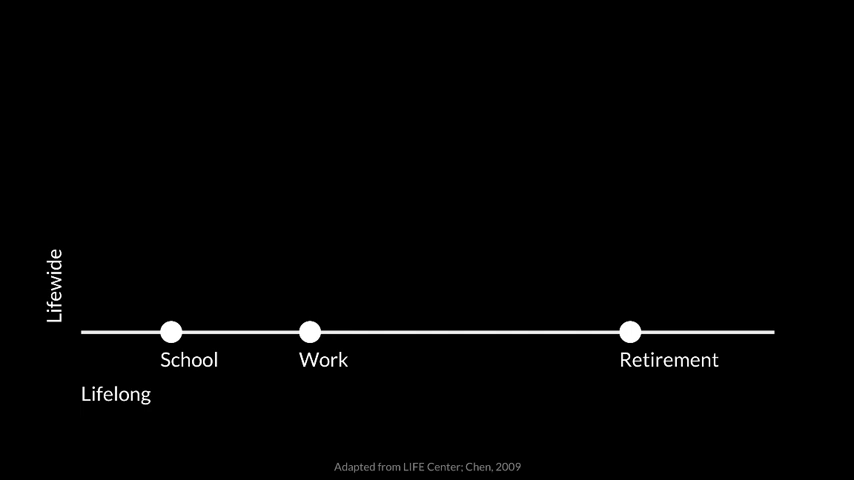 Lifewide
School
Work
Retirement
Lifelong
Adapted from LIFE Center; Chen, 2009